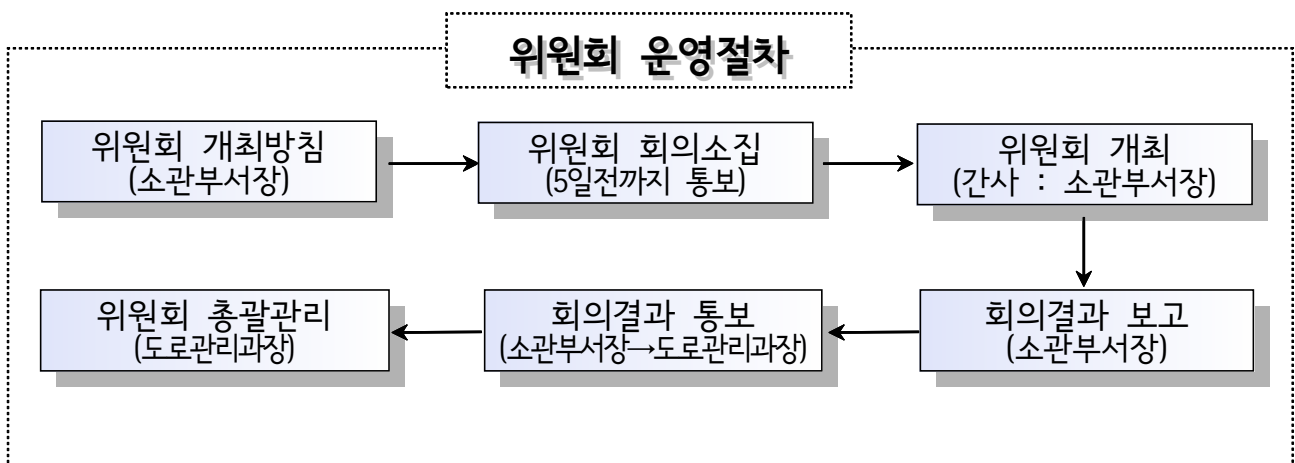 위원회 운영절차
위원회 개최방침
(소관부서장)
위원회 회의소집
(5일전까지 통보)
위원회 개최
(간사 : 소관부서장)
회의결과 보고
(소관부서장)
회의결과 통보
(소관부서장→도로관리과장)
위원회 총괄관리
(도로관리과장)